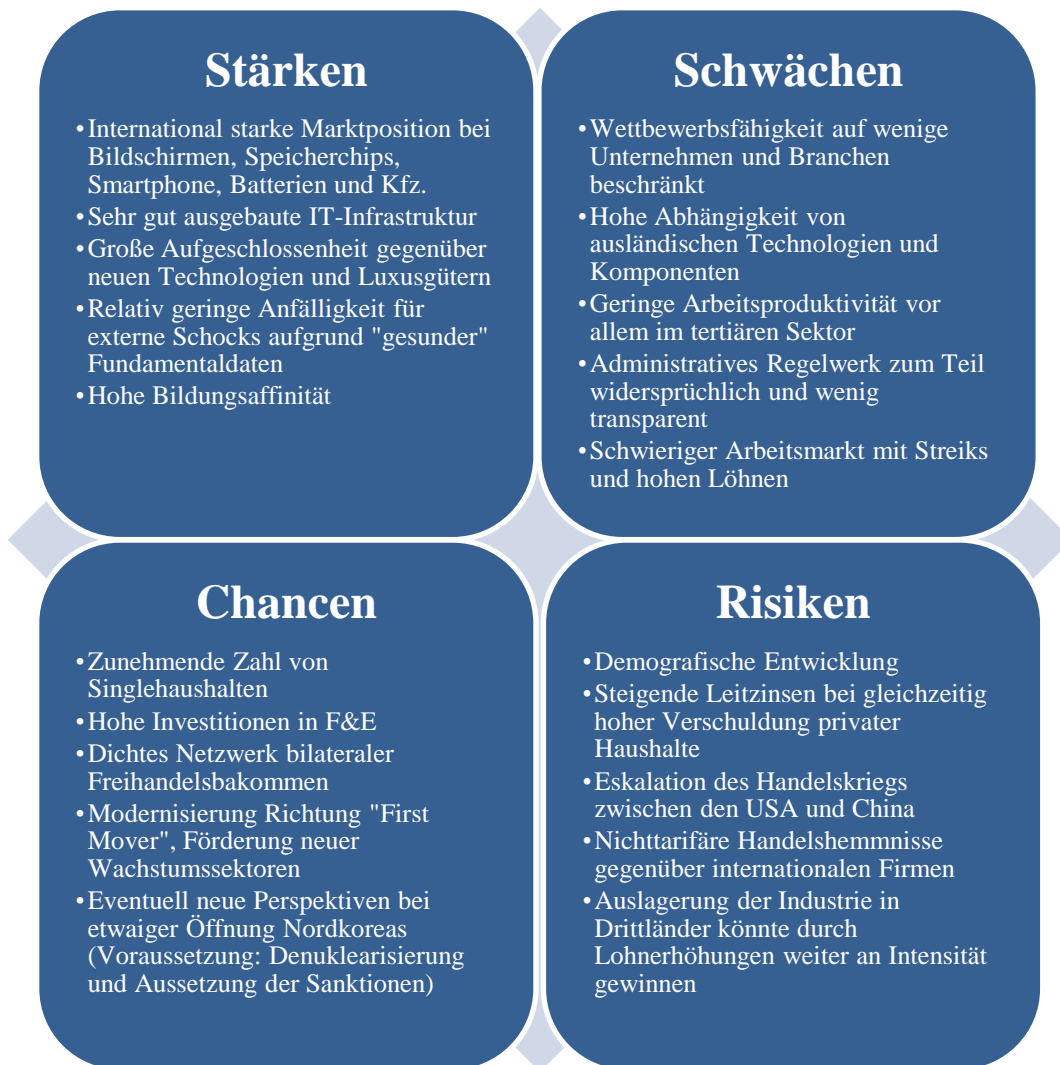 Stärken
•International starke Marktposition bei
Bildschirmen, Speicherchips,
Smartphone, Batterien und Kfz.
•Sehr gut ausgebaute IT-Infrastruktur
•Große Aufgeschlossenheit gegenüber
neuen Technologien und Luxusgütern
•Relativ geringe Anfälligkeit für
externe Schocks aufgrund "gesunder"
Fundamentaldaten
•Hohe Bildungsaffinität
Schwächen
•Wettbewerbsfähigkeit auf wenige
Unternehmen und Branchen
beschränkt
•Hohe Abhängigkeit von
ausländischen Technologien und
Komponenten
•Geringe Arbeitsproduktivität vor
allem im tertiären Sektor
•Administratives Regelwerk zum Teil
widersprüchlich und wenig
transparent
•Schwieriger Arbeitsmarkt mit Streiks
und hohen Löhnen
Chancen
•Zunehmende Zahl von
Singlehaushalten
•Hohe Investitionen in F&E
•Dichtes Netzwerk bilateraler
Freihandelsbakommen
•Modernisierung Richtung "First
Mover", Förderung neuer
Wachstumssektoren
•Eventuell neue Perspektiven bei
etwaiger Öffnung Nordkoreas
(Voraussetzung: Denuklearisierung
und Aussetzung der Sanktionen)
Risiken
•Demografische Entwicklung
•Steigende Leitzinsen bei gleichzeitig
hoher Verschuldung privater
Haushalte
•Eskalation des Handelskriegs
zwischen den USA und China
•Nichttarifäre Handelshemmnisse
gegenüber internationalen Firmen
•Auslagerung der Industrie in
Drittländer könnte durch
Lohnerhöhungen weiter an Intensität
gewinnen